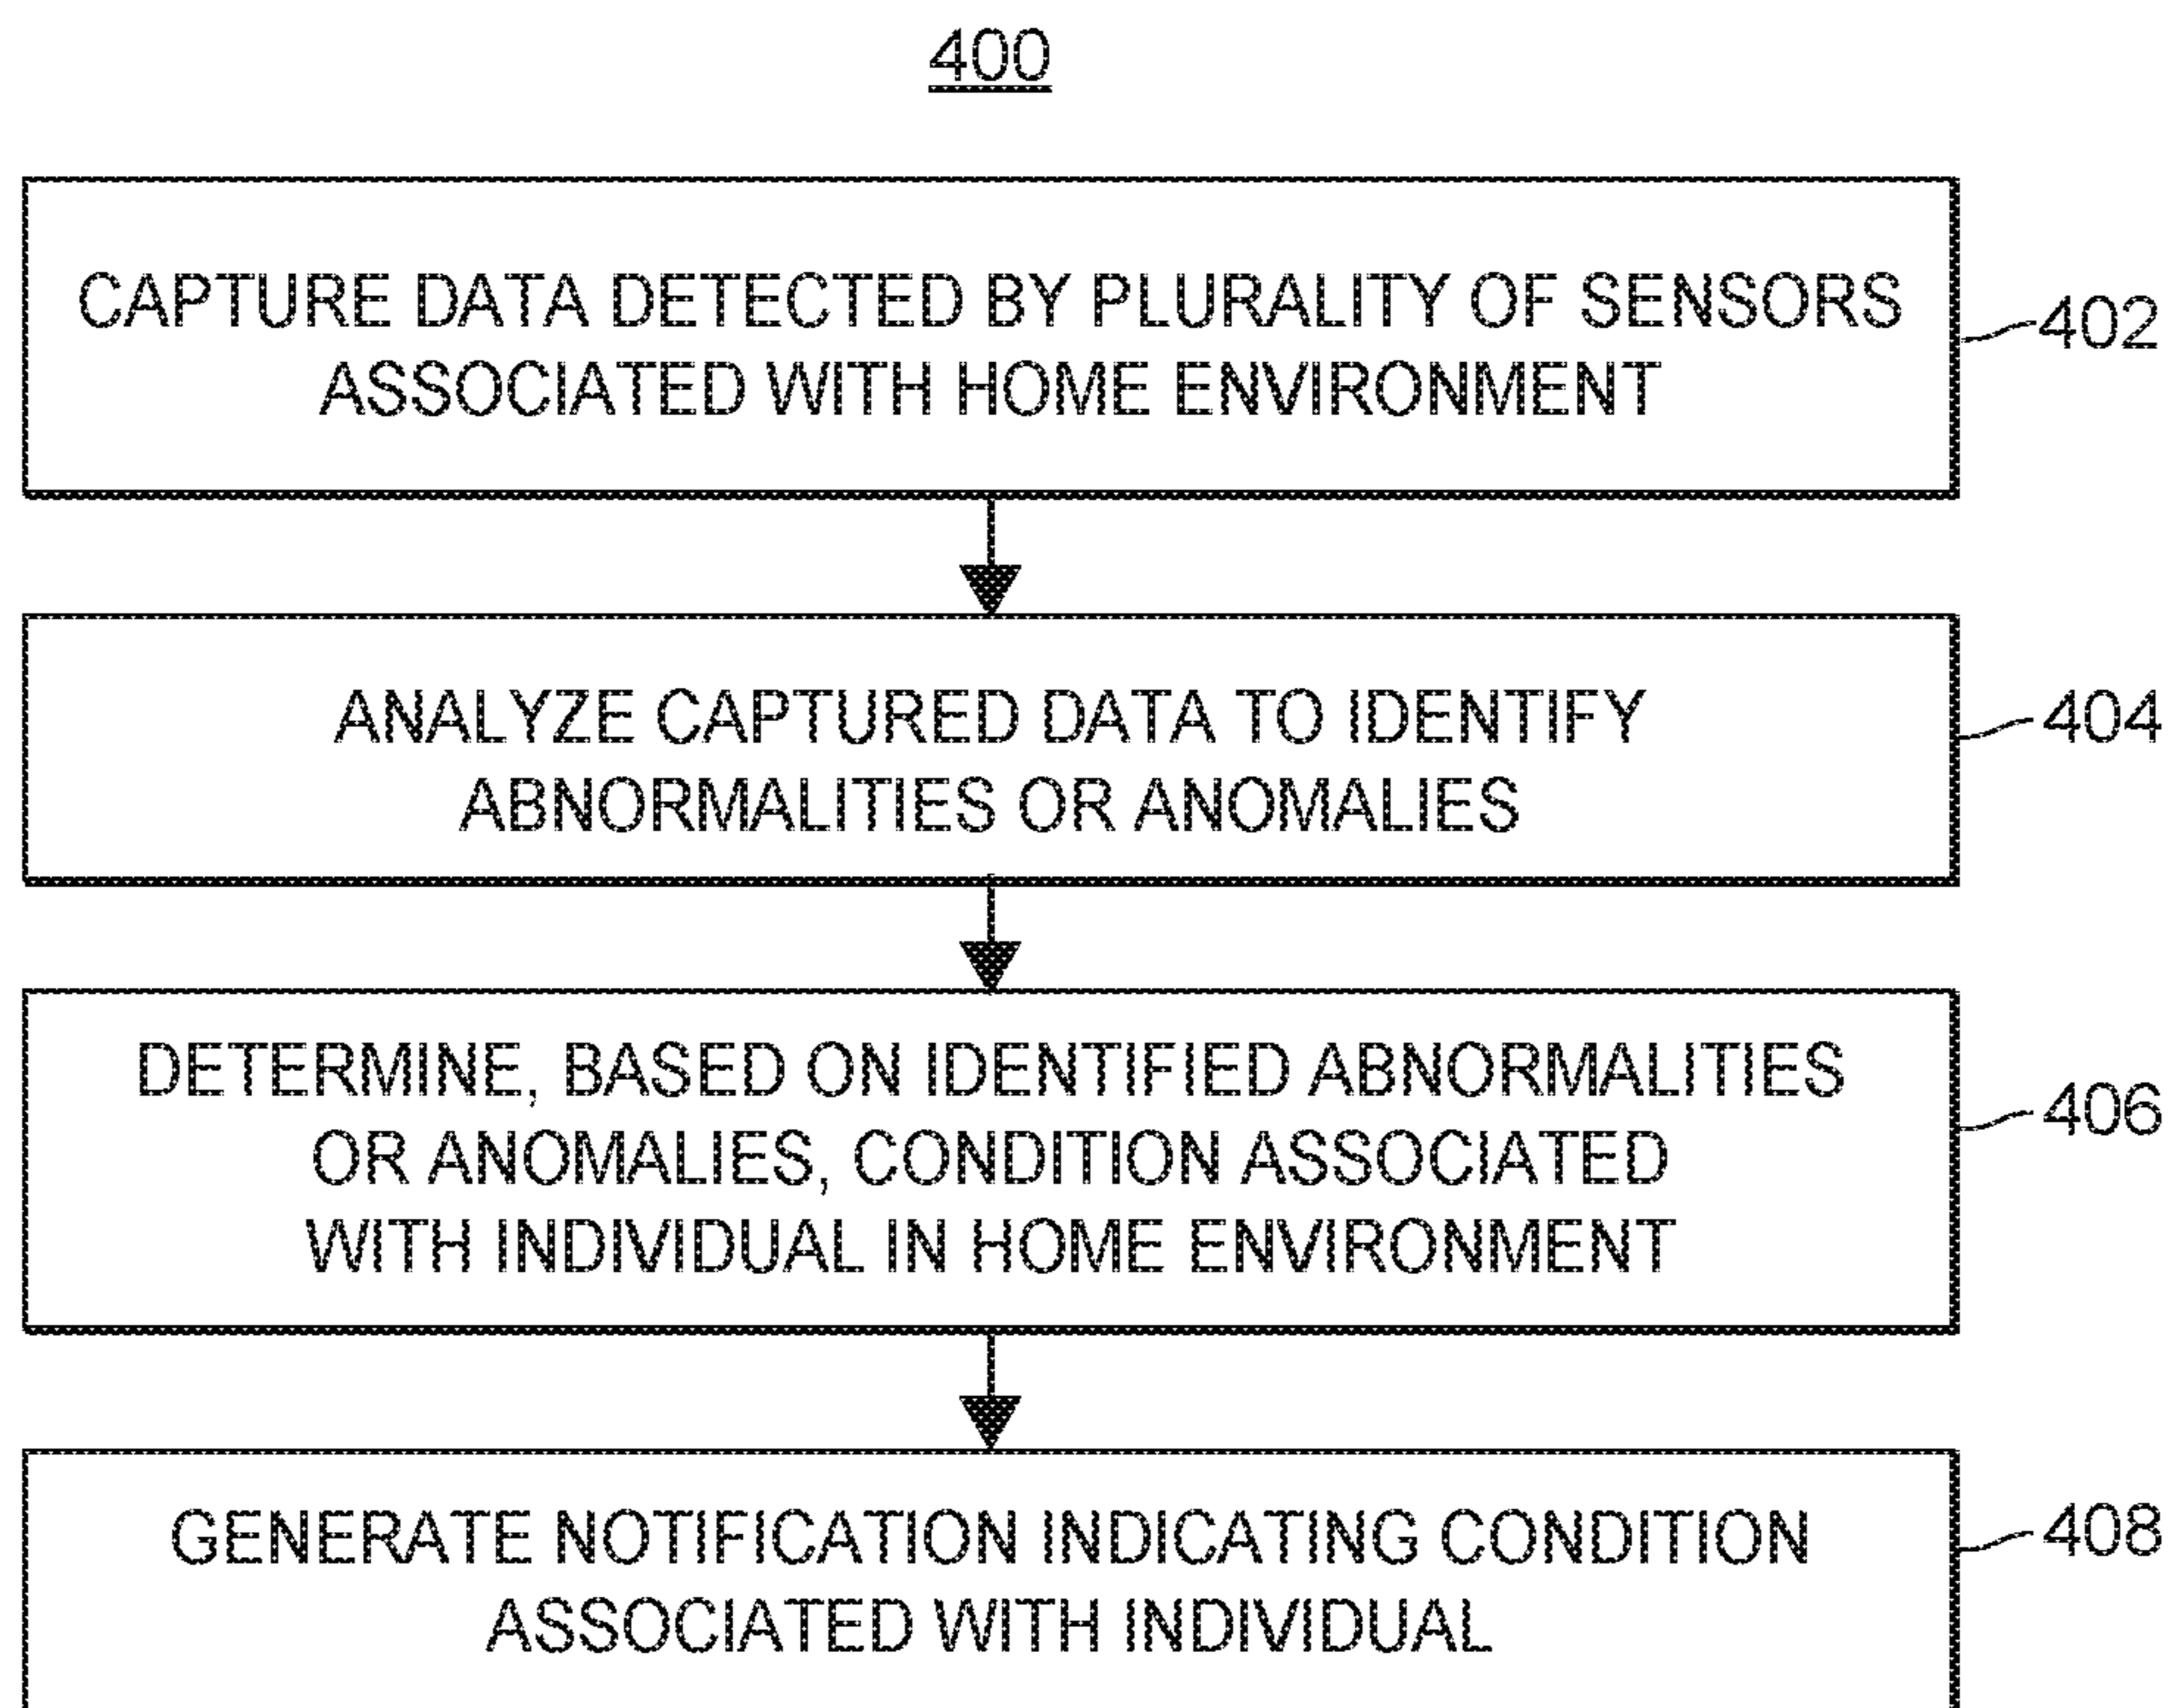 400
CAPTURE DATA DETECTED BY PLURALITY OF SENSORS
ASSOCIATED WITH HOME ENVIRONMENT
402
ANALYZE CAPTURED DATA TO IDENTIFY
ABNORMALITIES OR ANOMALIES
404
DETERMINE, BASED ON IDENTIFIED ABNORMALITIES
OR ANOMALIES, CONDITION ASSOCIATED
WITH INDIVIDUAL IN HOME ENVIRONMENT
406
GENERATE NOTIFICATION INDICATING CONDITION
ASSOCIATED WITH INDIVIDUAL
408